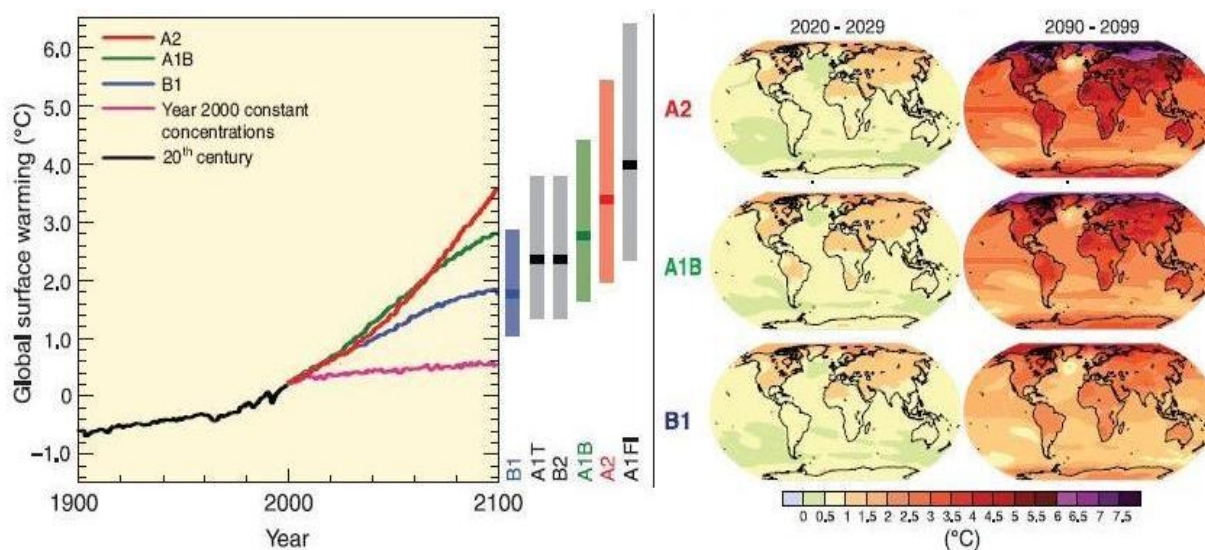 6.0
5.0
4.0
3.0
2.0
1.0
0
–1.0
Global surface warming (°C)
A2
A1B
B1
Year 2000 constant
concentrations
20th century
1900
2000
2100
Year
B1
A1T
B2
A1B
A2
A1FI
2020 - 2029
2090 - 2099
A2
A1B
B1
0 0,5 1 1,5 2 2,5 3 3,5 4 4,5 5 5,5 6 6,5 7 7,5
(°C)